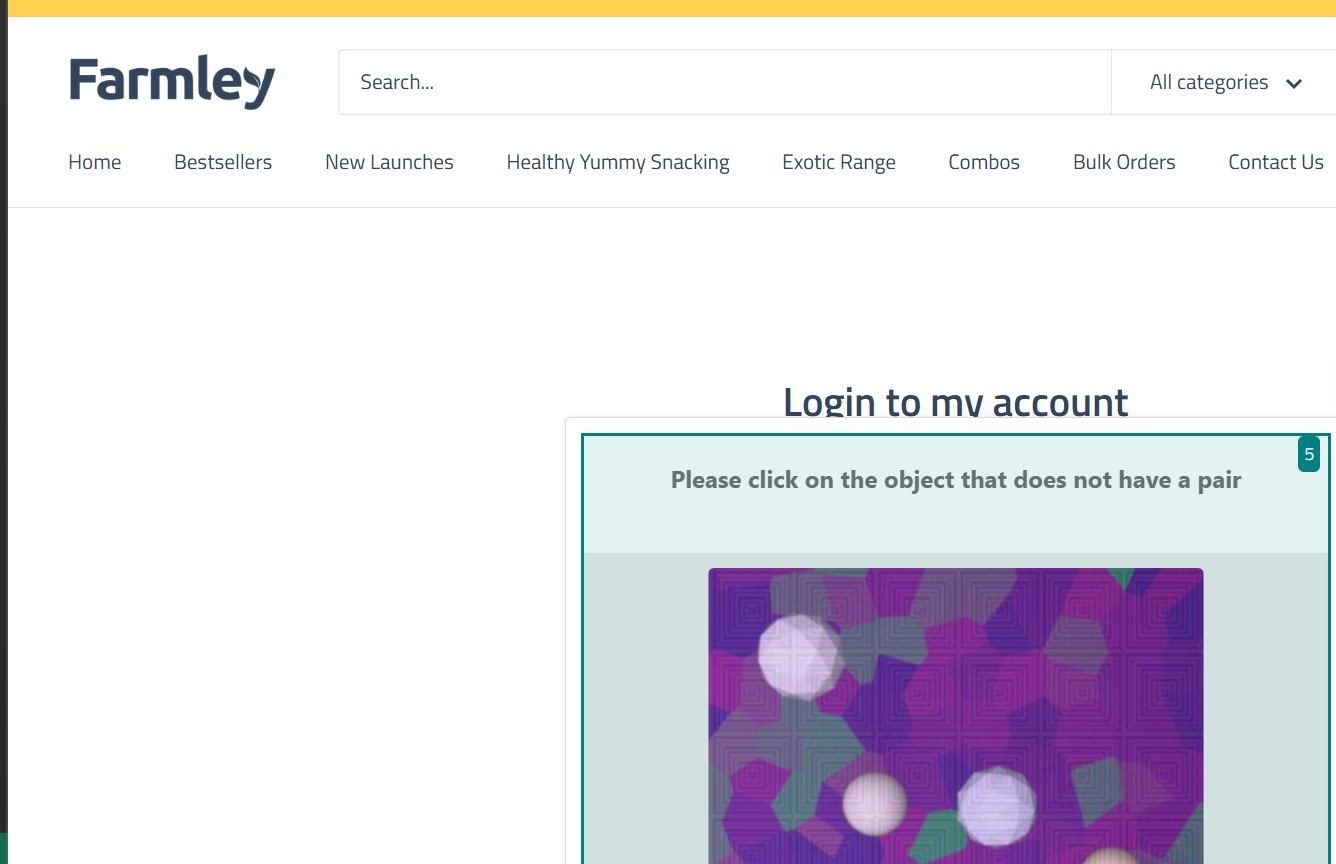 Farmley
Search...
All categories
Home Bestsellers New Launches Healthy Yummy Snacking Exotic Range Combos Bulk Orders Contact Us
Login to my account
5
Please click on the object that does not have a pair